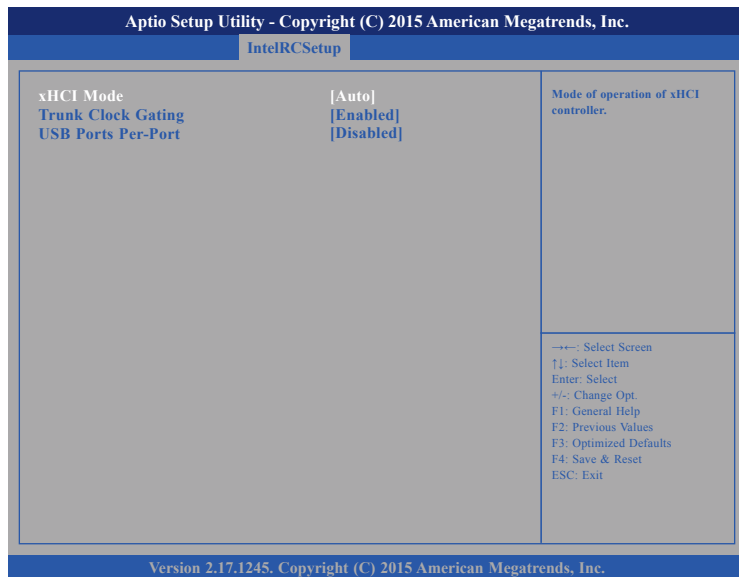 Aptio Setup Utility - Copyright (C) 2015 American Megatrends, Inc.
IntelRCSetup
xHCI Mode [Auto]
Trunk Clock Gating [Enabled]
USB Ports Per-Port [Disabled]
Mode of operation of xHCI
controller.
→←: Select Screen
↑↓: Select Item
Enter: Select
+/-: Change Opt.
F1: General Help
F2: Previous Values
F3: Optimized Defaults
F4: Save & Reset
ESC: Exit
Version 2.17.1245. Copyright (C) 2015 American Megatrends, Inc.